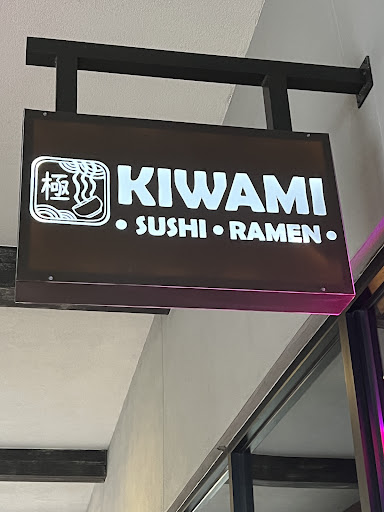 極 KIWAMI
• SUSHI • RAMEN •